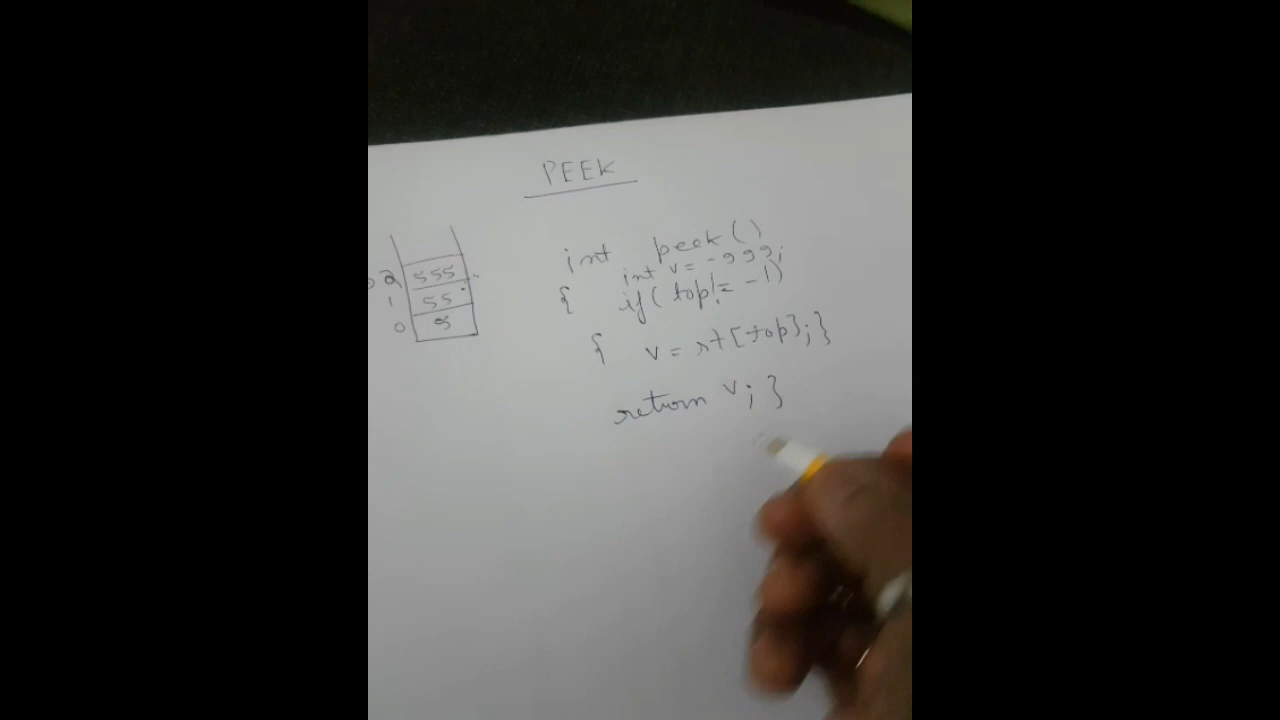 PEEK
int peek()
int v = -999;
{ if( top!= -1)
{ v = st[top];}
return v; }
2 555
1 55
0 5